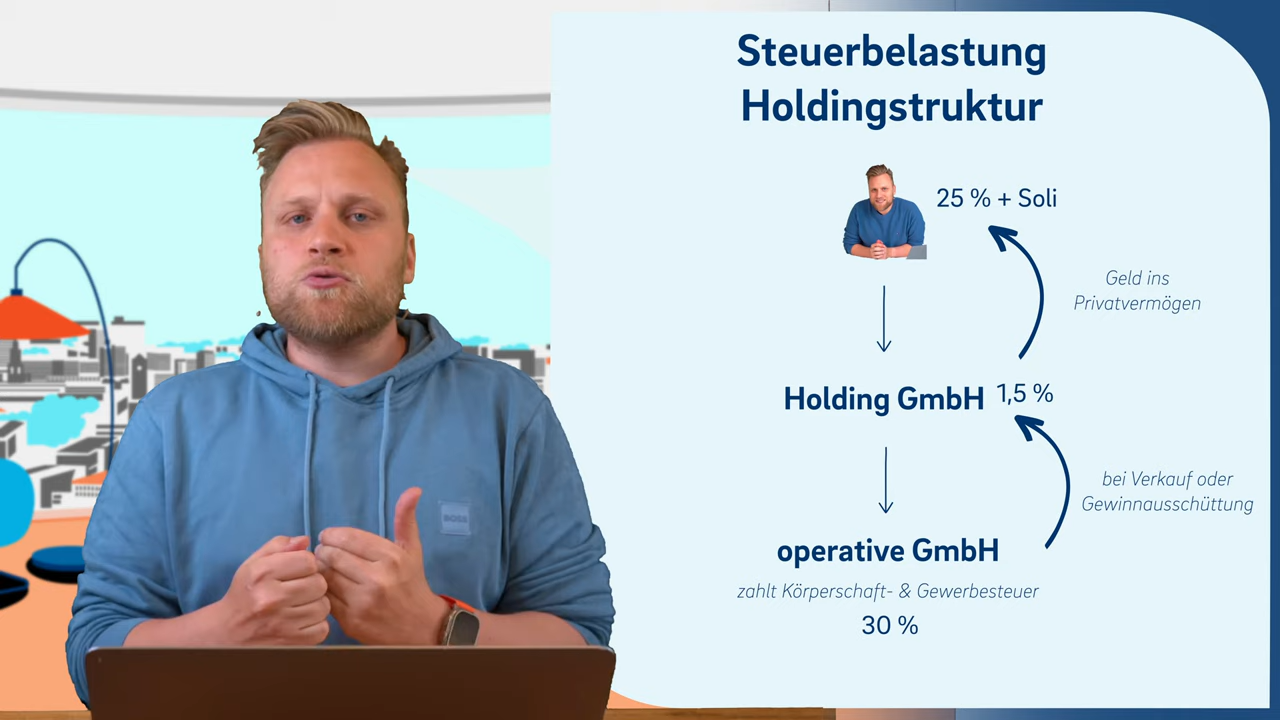 Steuerbelastung
Holdingstruktur
25 % + Soli
Geld ins
Privatvermögen
Holding GmbH 1,5 %
bei Verkauf oder
Gewinnausschüttung
BOSS
operative GmbH
zahlt Körperschaft- & Gewerbesteuer
30 %